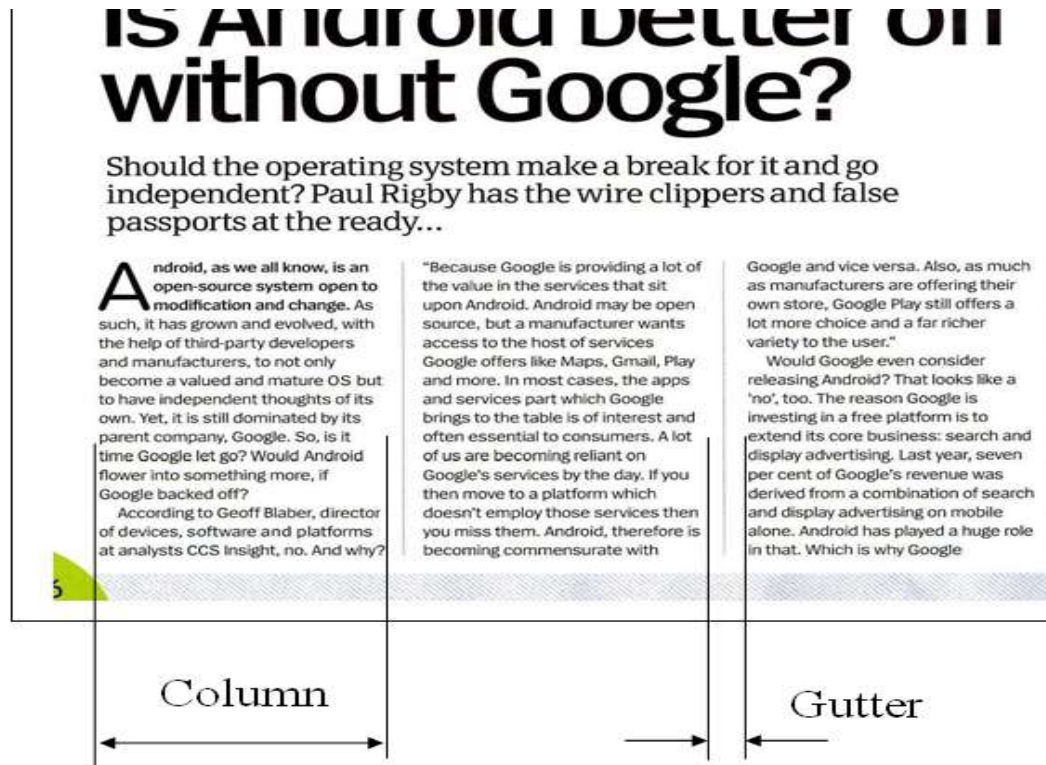 Is Android better off
without Google?
Should the operating system make a break for it and go
independent? Paul Rigby has the wire clippers and false
passports at the ready...
Android, as we all know, is an
open-source system open to
modification and change. As
such, it has grown and evolved, with
the help of third-party developers
and manufacturers, to not only
become a valued and mature OS but
to have independent thoughts of its
own. Yet, it is still dominated by its
parent company, Google. So, is it
time Google let go? Would Android
flower into something more, if
Google backed off?
According to Geoff Blaber, director
of devices, software and platforms
at analysts CCS Insight, no. And why?
“Because Google is providing a lot of
the value in the services that sit
upon Android. Android may be open
source, but a manufacturer wants
access to the host of services
Google offers like Maps, Gmail, Play
and more. In most cases, the apps
and services part which Google
brings to the table is of interest and
often essential to consumers. A lot
of us are becoming reliant on
Google's services by the day. If you
then move to a platform which
doesn't employ those services then
you miss them. Android, therefore is
becoming commensurate with
Google and vice versa. Also, as much
as manufacturers are offering their
own store, Google Play still offers a
lot more choice and a far richer
variety to the user.”
Would Google even consider
releasing Android? That looks like a
'no', too. The reason Google is
investing in a free platform is to
extend its core business: search and
display advertising. Last year, seven
per cent of Google's revenue was
derived from a combination of search
and display advertising on mobile
alone. Android has played a huge role
in that. Which is why Google
6
Column
Gutter